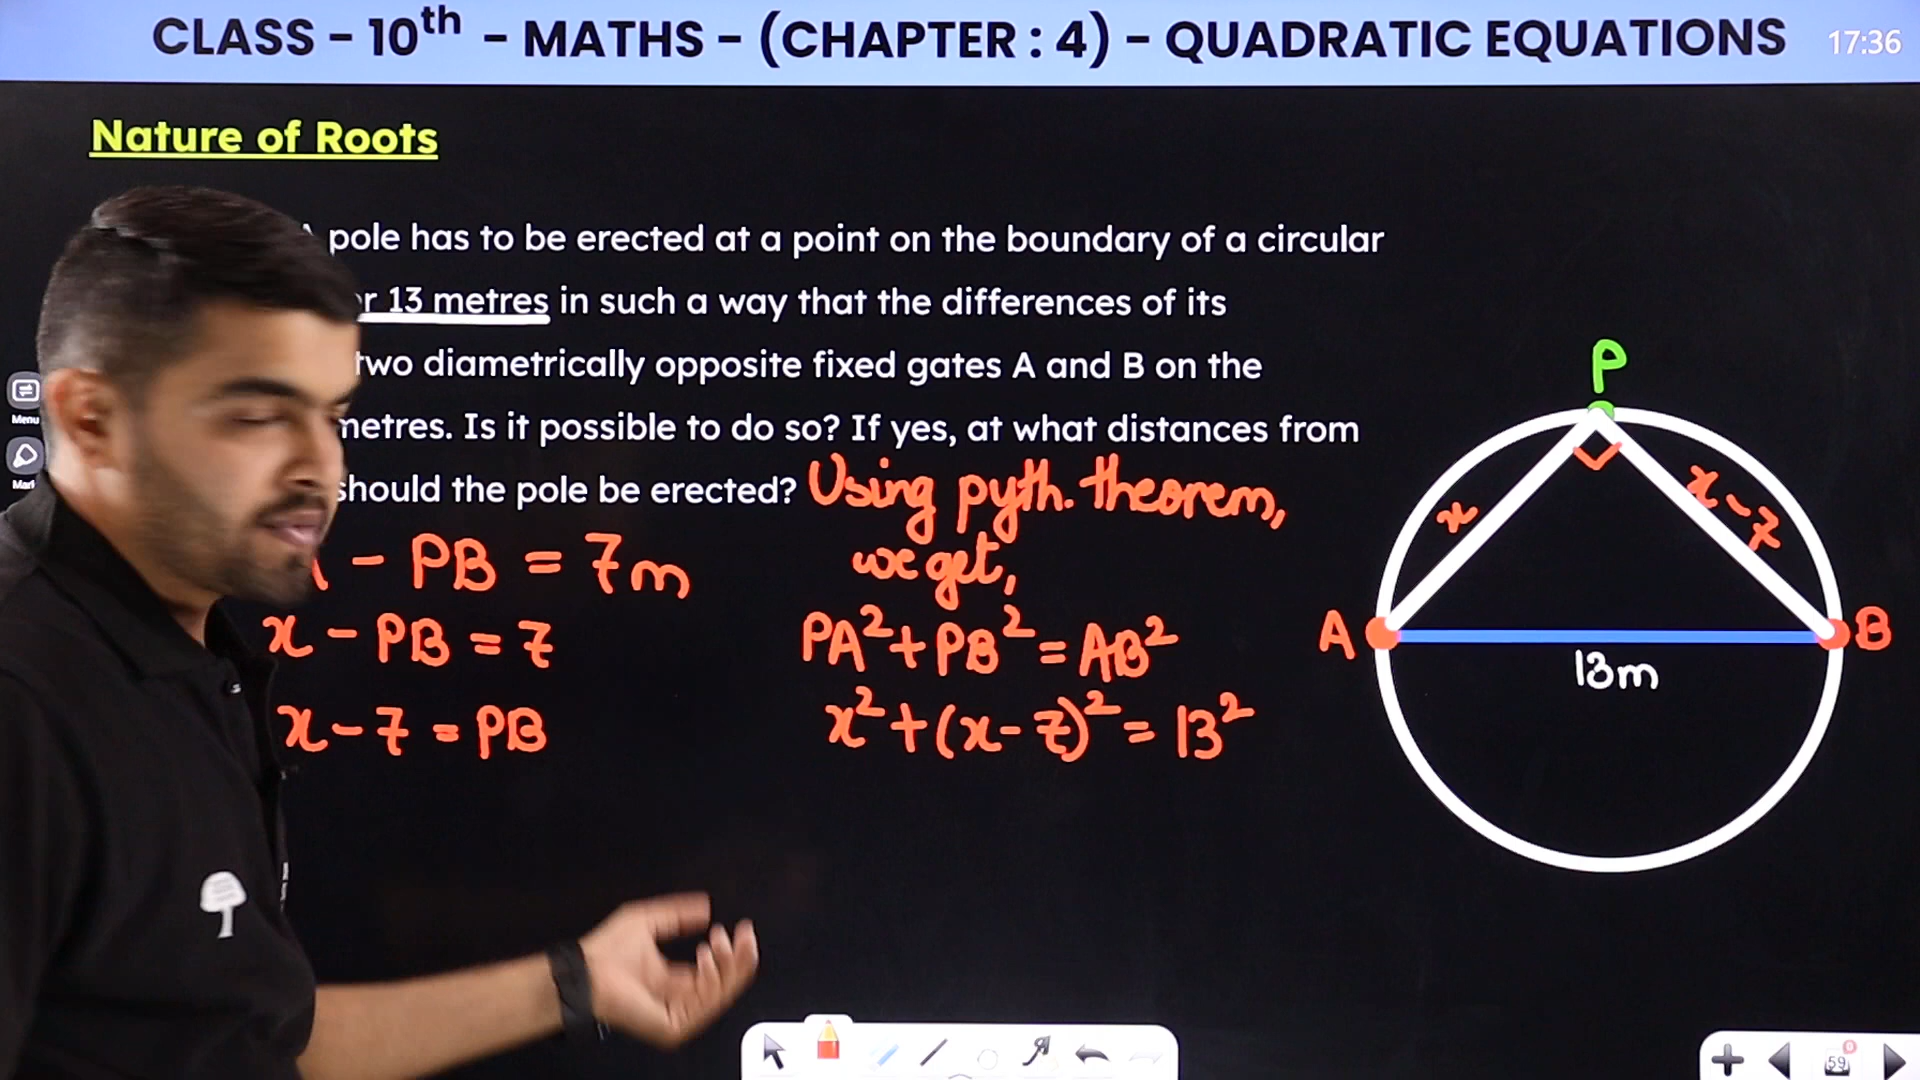 CLASS - 10th - MATHS - (CHAPTER : 4) - QUADRATIC EQUATIONS 17:36
Nature of Roots
pole has to be erected at a point on the boundary of a circular
13 metres in such a way that the differences of its
two diametrically opposite fixed gates A and B on the
metres. Is it possible to do so? If yes, at what distances from
should the pole be erected? Using pyth. theorem,
we get,
- PB = 7m
x - PB = 7
x - 7 = PB
PA²+PB² = AB²
x²+(x-7)² = 13²
P
x
x-7
A
B
13m
Menu
59